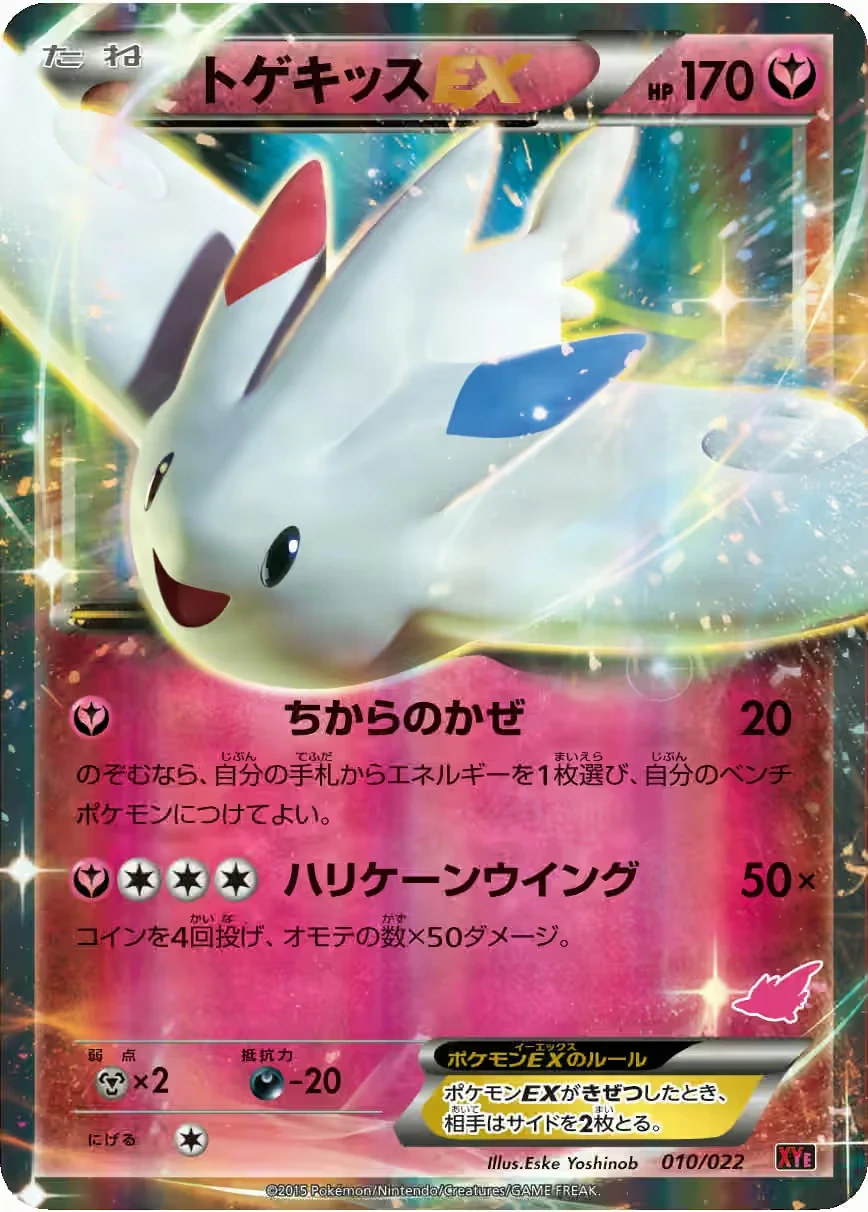 たね トゲキッスEX HP 170
ちからのかぜ 20
のぞむなら、自分の手札からエネルギーを1枚選び、自分のベンチ
ポケモンにつけてよい。
ハリケーンウイング 50×
コインを4回投げ、オモテの数×50ダメージ。
弱点 抵抗力
×2 -20
にげる
ポケモンEXのルール
ポケモンEXがきぜつしたとき、
相手はサイドを2枚とる。
Illus.Eske Yoshinob 010/022 XYE
©2015 Pokémon/Nintendo/Creatures/GAME FREAK.